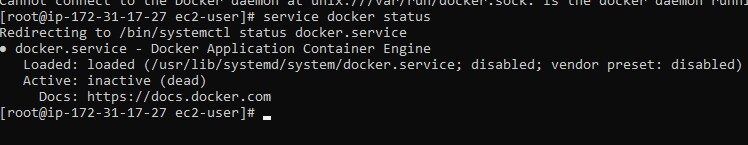 Cannot connect to the Docker daemon at unix:///var/run/docker.sock. Is the docker daemon runni
[root@ip-172-31-17-27 ec2-user]# service docker status
Redirecting to /bin/systemctl status docker.service
● docker.service - Docker Application Container Engine
   Loaded: loaded (/usr/lib/systemd/system/docker.service; disabled; vendor preset: disabled)
   Active: inactive (dead)
     Docs: https://docs.docker.com
[root@ip-172-31-17-27 ec2-user]#